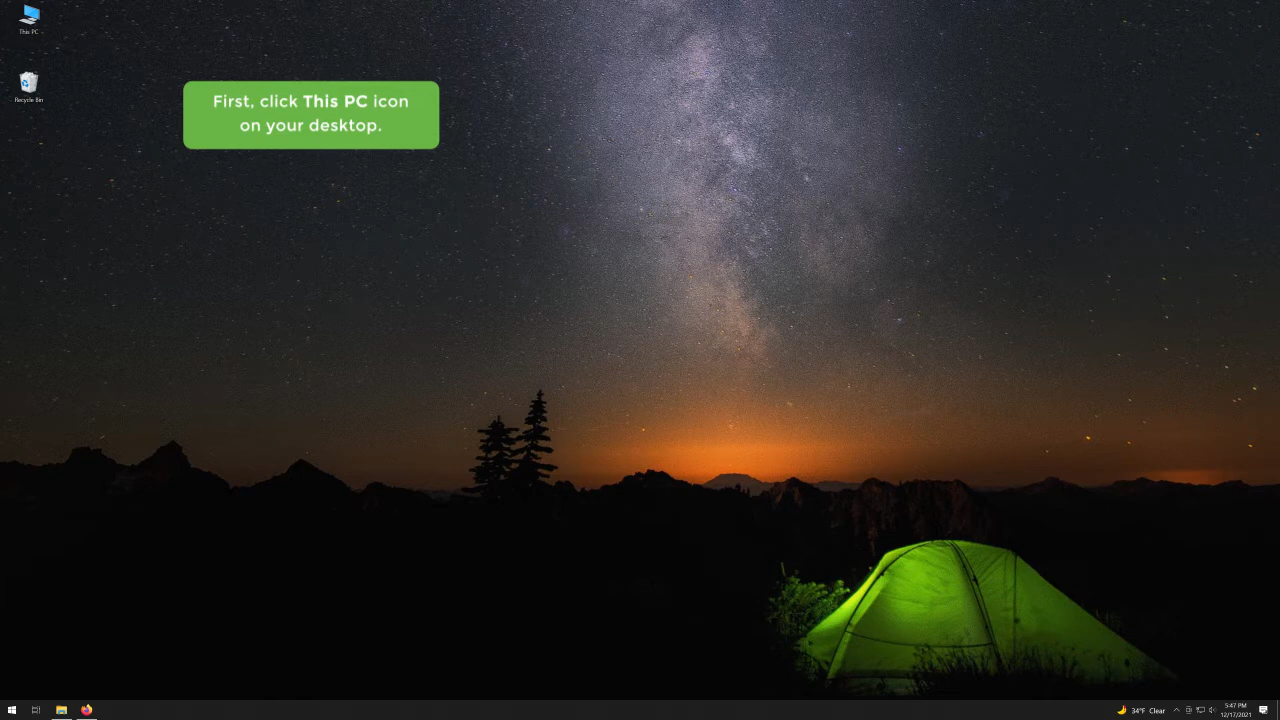 This PC
Recycle Bin
First, click This PC icon
on your desktop.
34°F Clear
5:47 PM
12/17/2021